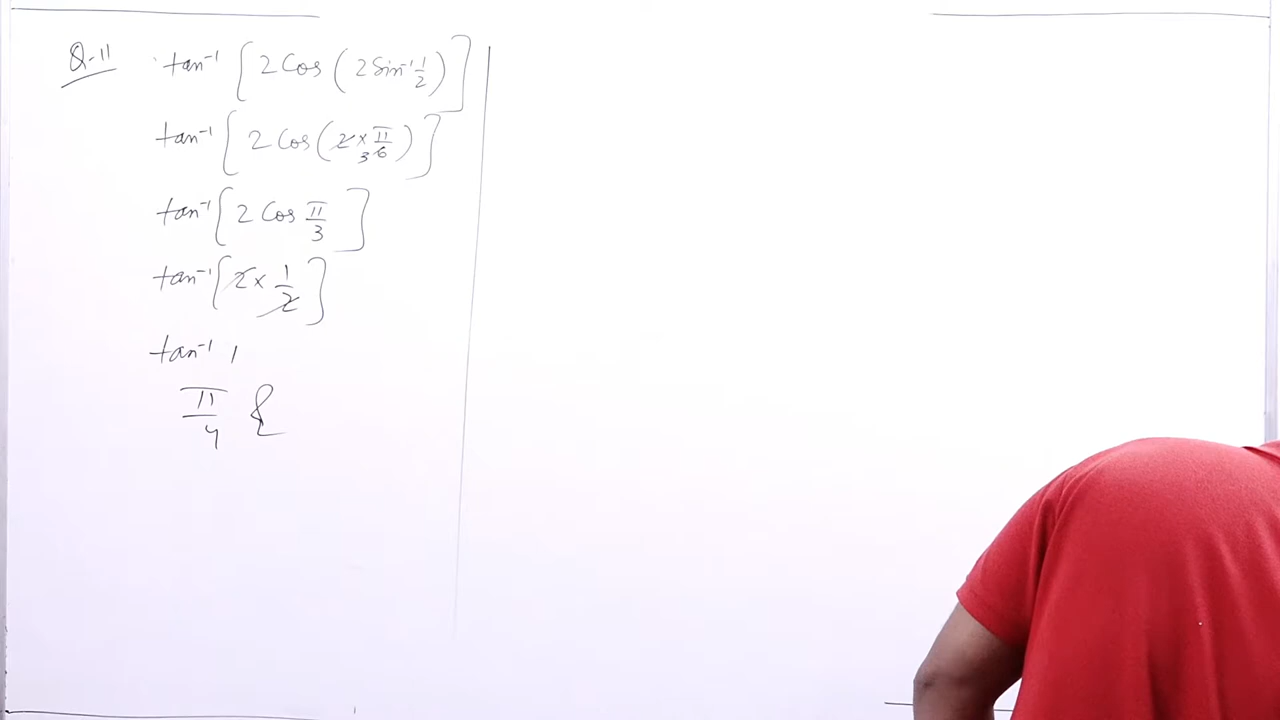 Q-11 tan⁻¹ [2 Cos (2 Sin⁻¹ 1/2)]
tan⁻¹ [2 Cos (2 × π/6 3)]
tan⁻¹ [2 Cos π/3]
tan⁻¹ [2 × 1/2]
tan⁻¹ 1
π/4